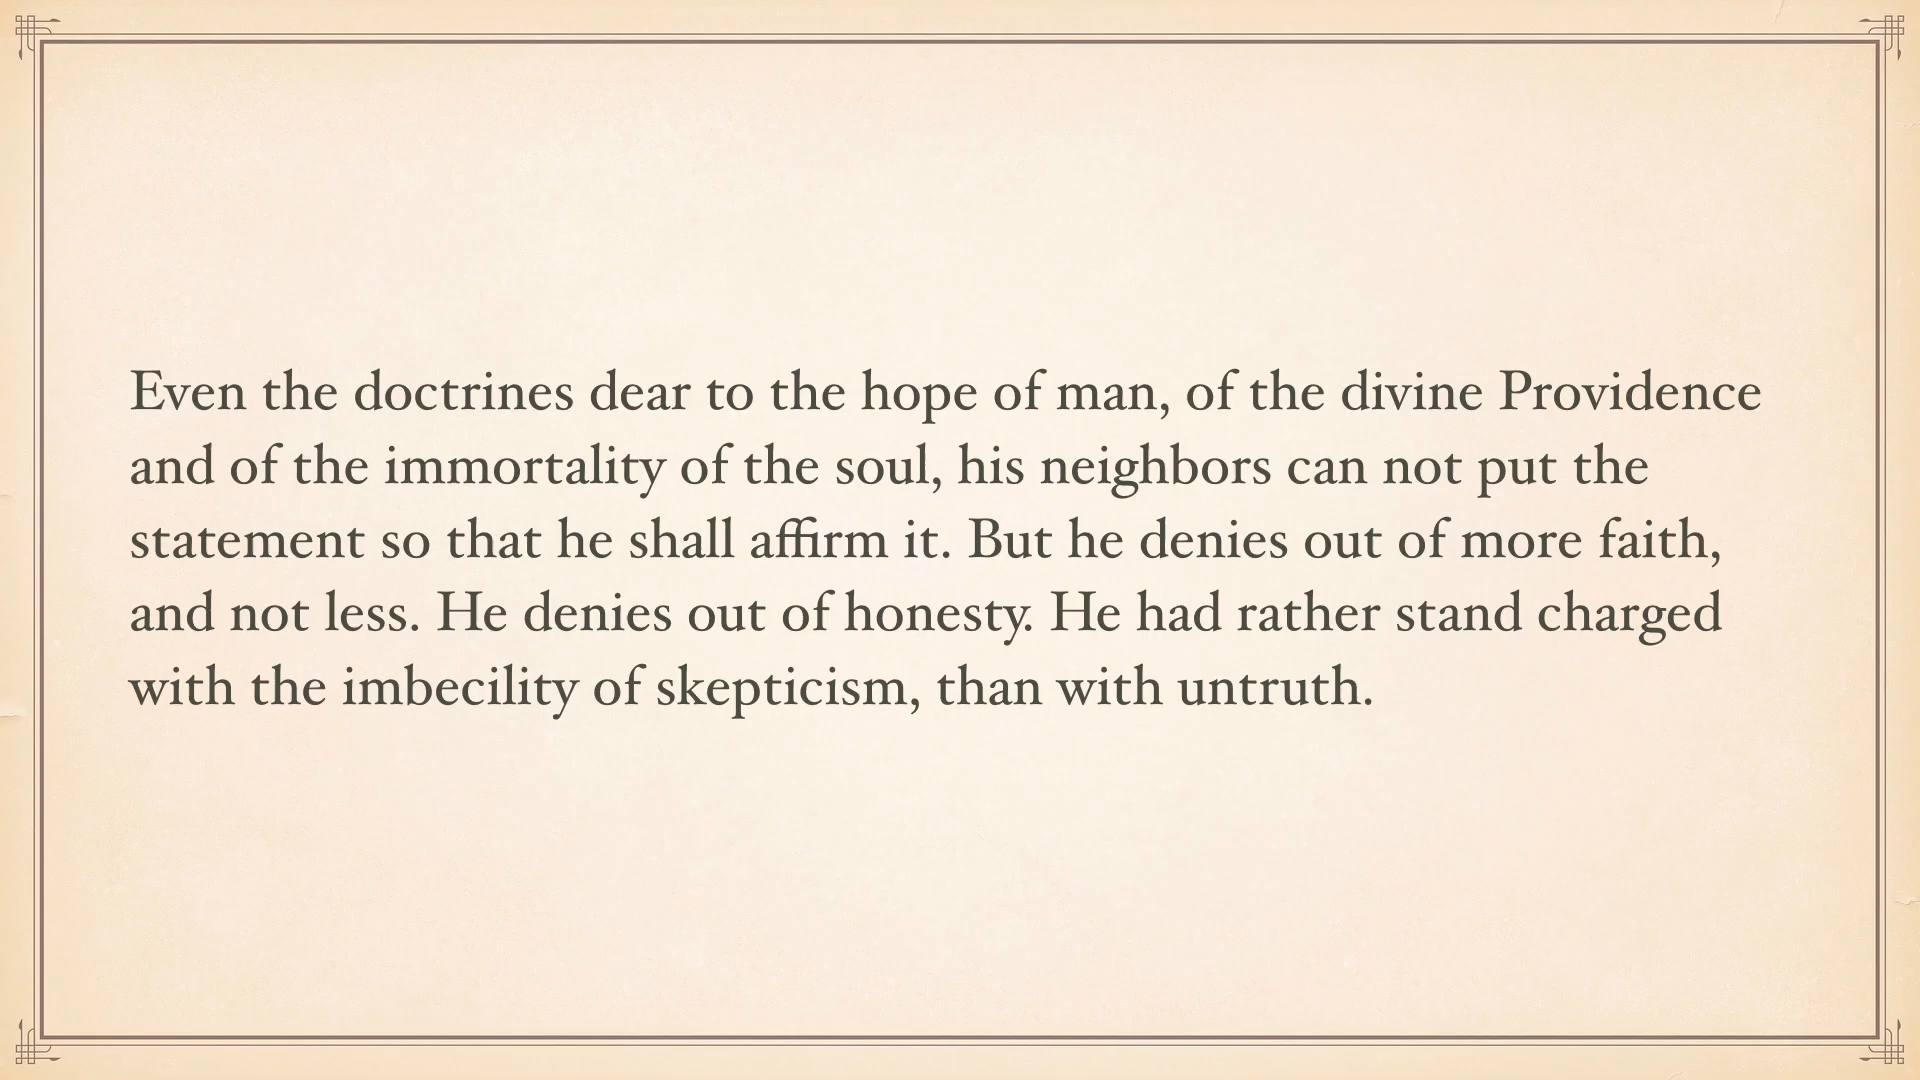 Even the doctrines dear to the hope of man, of the divine Providence
and of the immortality of the soul, his neighbors can not put the
statement so that he shall affirm it. But he denies out of more faith,
and not less. He denies out of honesty. He had rather stand charged
with the imbecility of skepticism, than with untruth.